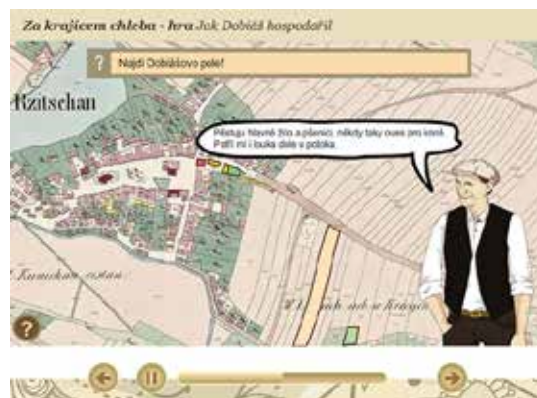 Za krajícem chleba - hra Jak Dobiáš hospodařil
? Najdi Dobiášovo pole!
Kzitschan
Pěstuju hlavně žito a pšenici, někdy taky oves pro koně.
Patří mi i louka dole u potoka.
?